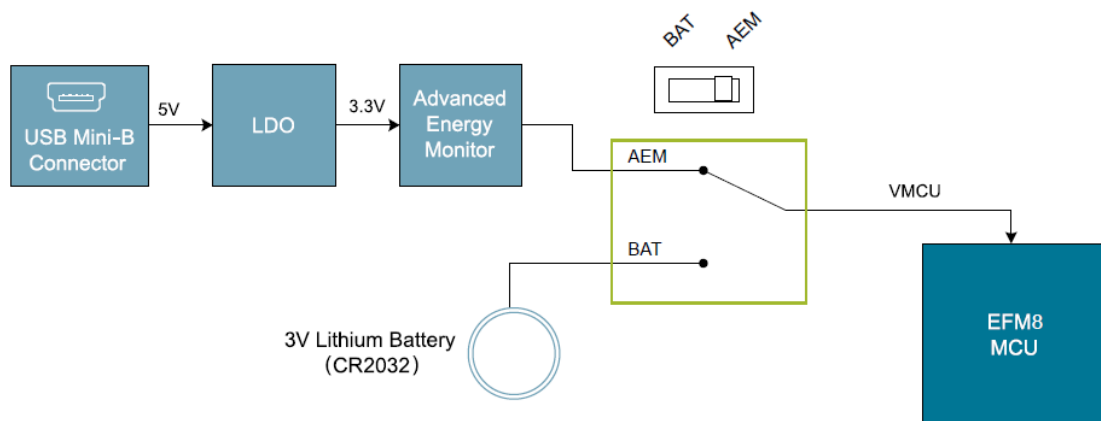 BAT
AEM
USB Mini-B
Connector
5V
LDO
3.3V
Advanced
Energy
Monitor
AEM
VMCU
BAT
3V Lithium Battery
(CR2032)
EFM8
MCU